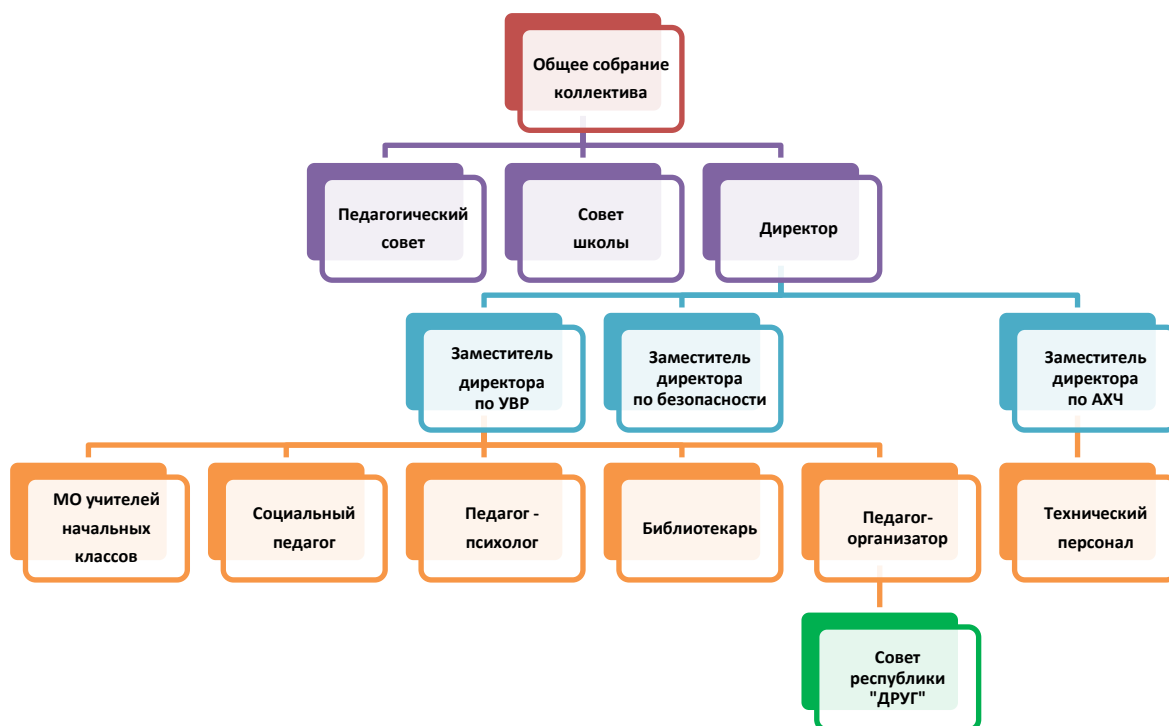 Общее собрание
коллектива
Педагогический
совет
Совет
школы
Директор
Заместитель
директора
по УВР
Заместитель
директора
по безопасности
Заместитель
директора
по АХЧ
МО учителей
начальных
классов
Социальный
педагог
Педагог -
психолог
Библиотекарь
Педагог-
организатор
Технический
персонал
Совет
республики
"ДРУГ"